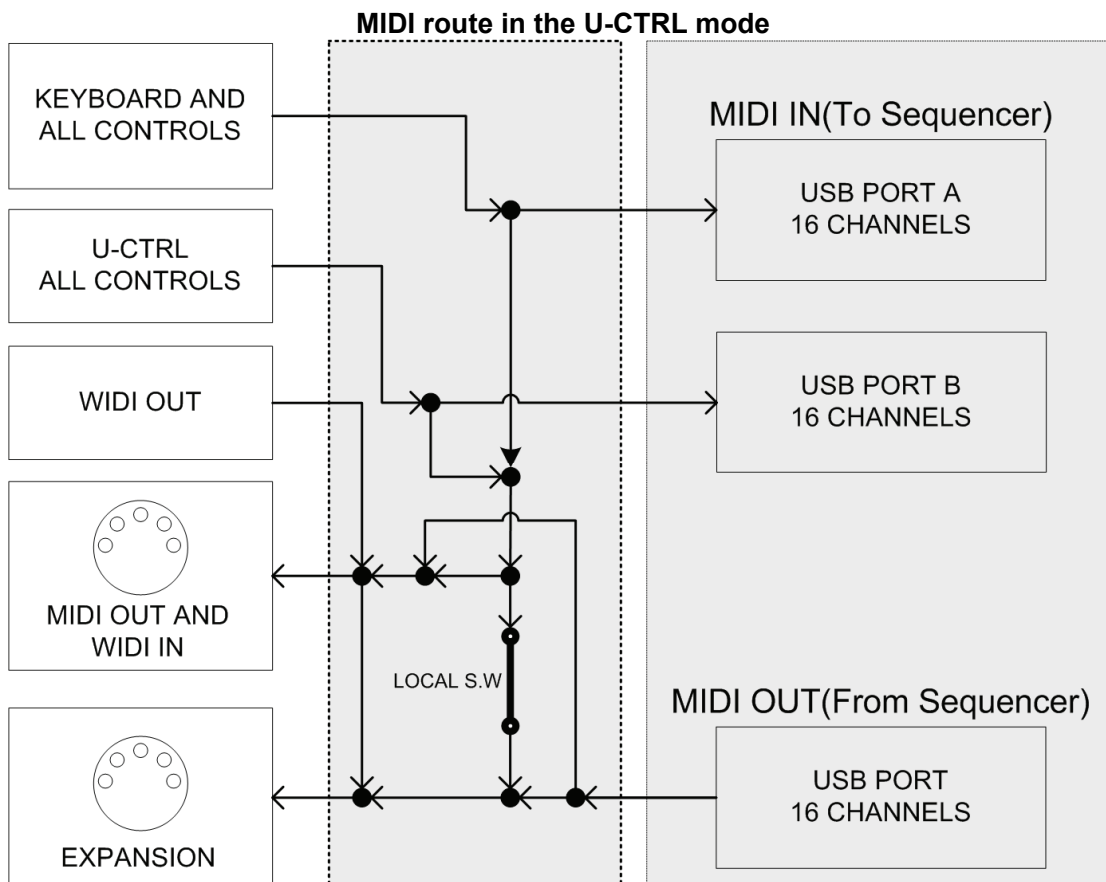 MIDI route in the U-CTRL mode
KEYBOARD AND
ALL CONTROLS
U-CTRL
ALL CONTROLS
WIDI OUT
MIDI OUT AND
WIDI IN
EXPANSION
LOCAL S.W
MIDI IN(To Sequencer)
USB PORT A
16 CHANNELS
USB PORT B
16 CHANNELS
MIDI OUT(From Sequencer)
USB PORT
16 CHANNELS